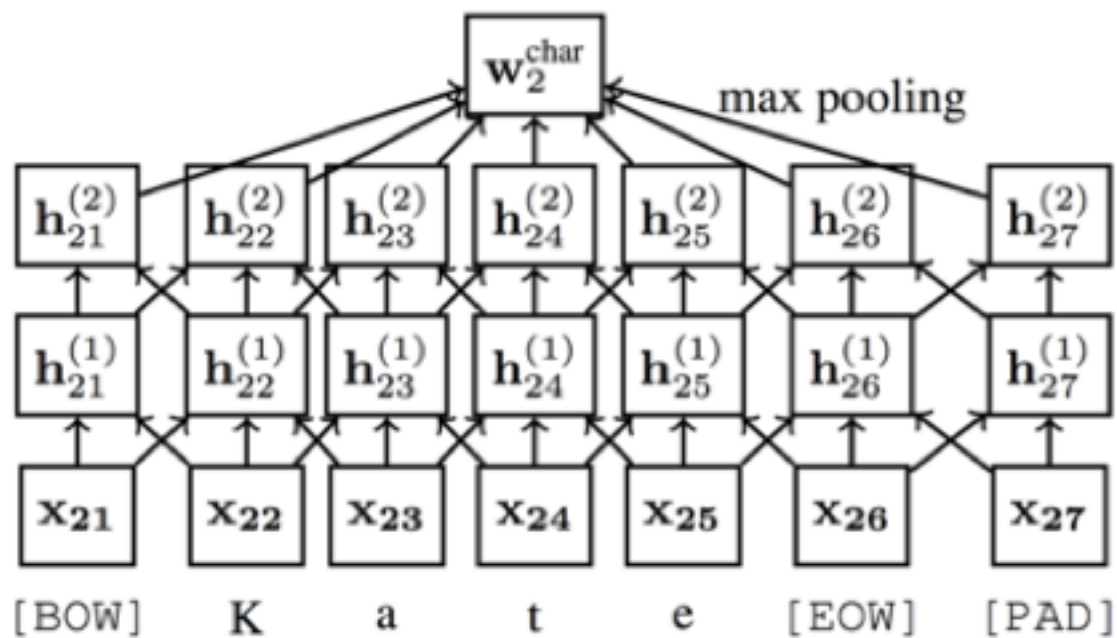 w₂^char
max pooling
h₂₁^(2) h₂₂^(2) h₂₃^(2) h₂₄^(2) h₂₅^(2) h₂₆^(2) h₂₇^(2)
h₂₁^(1) h₂₂^(1) h₂₃^(1) h₂₄^(1) h₂₅^(1) h₂₆^(1) h₂₇^(1)
x₂₁ x₂₂ x₂₃ x₂₄ x₂₅ x₂₆ x₂₇
[BOW] K a t e [EOW] [PAD]